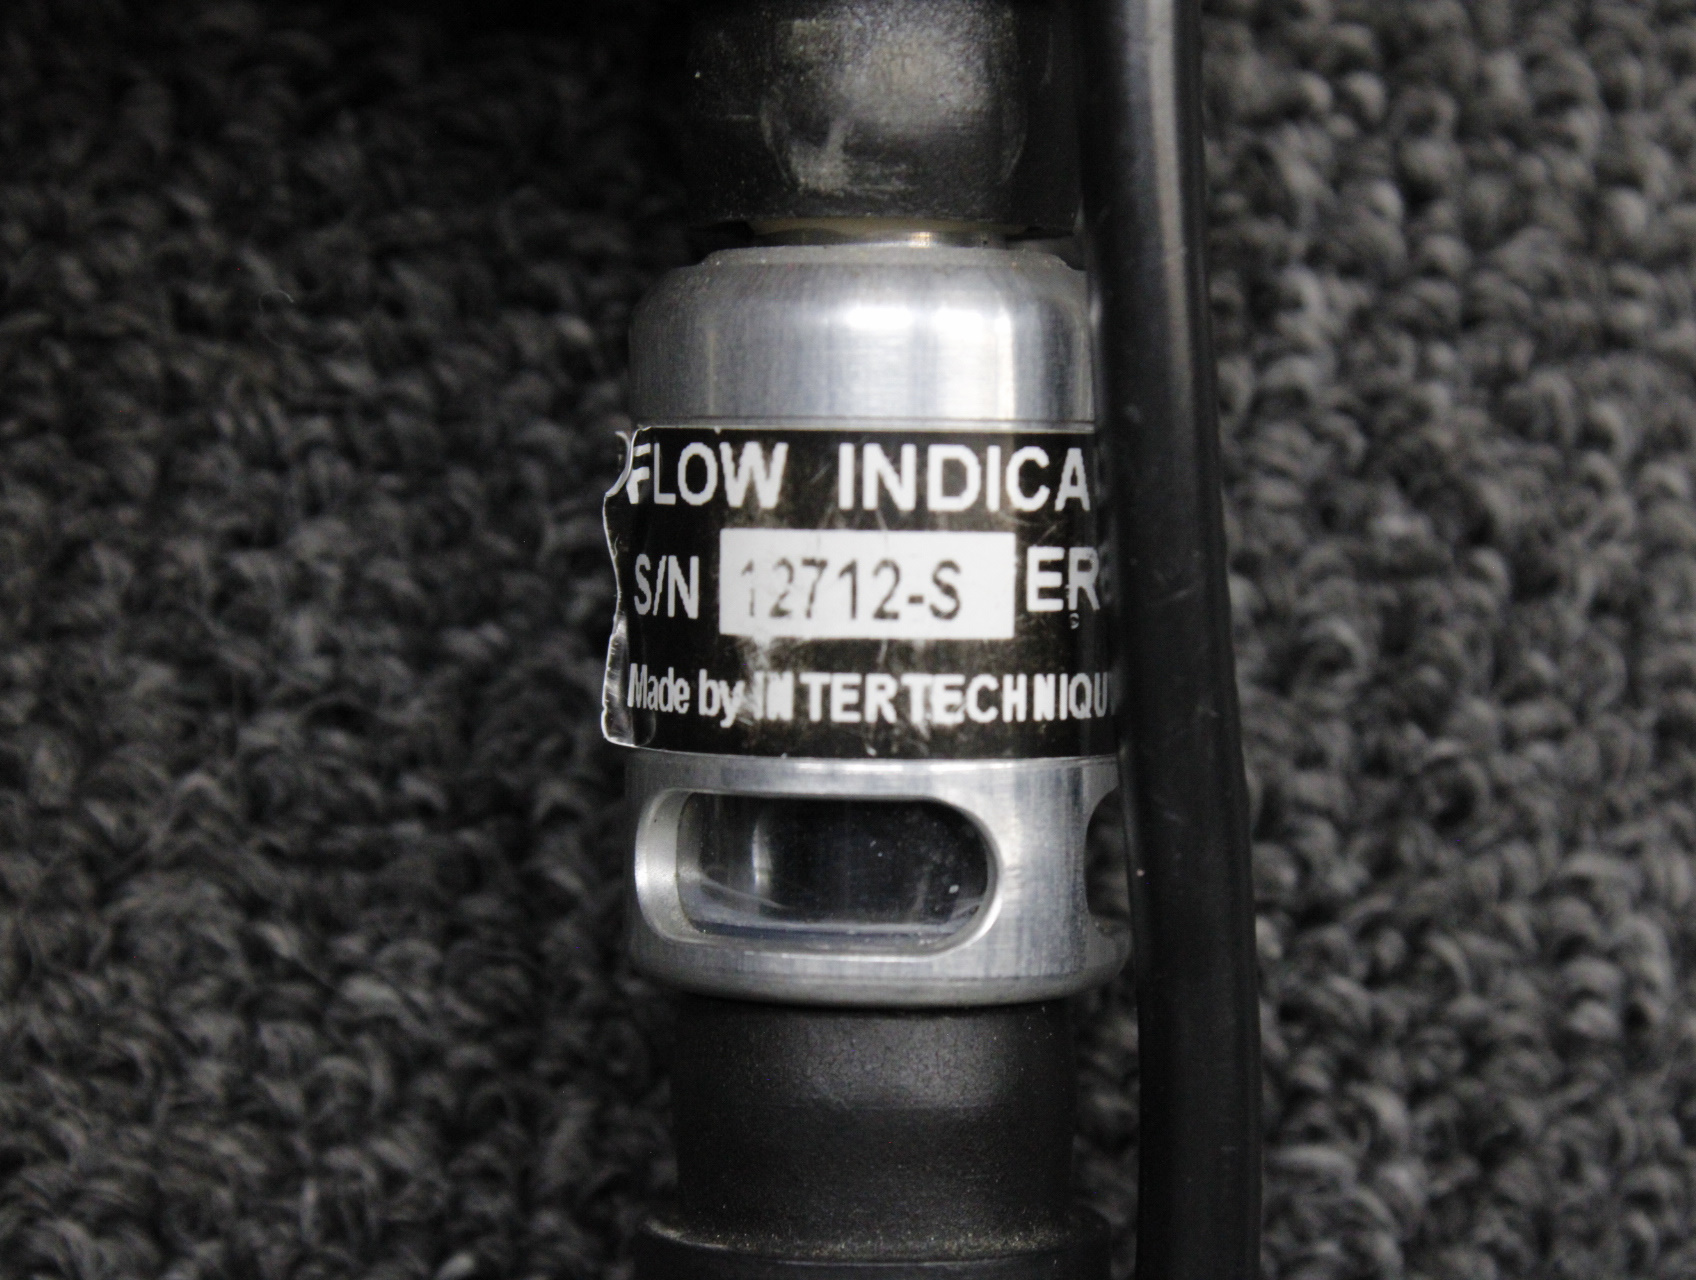 FLOW INDICA
S/N 12712-S ER
Made by INTERTECHNIQU